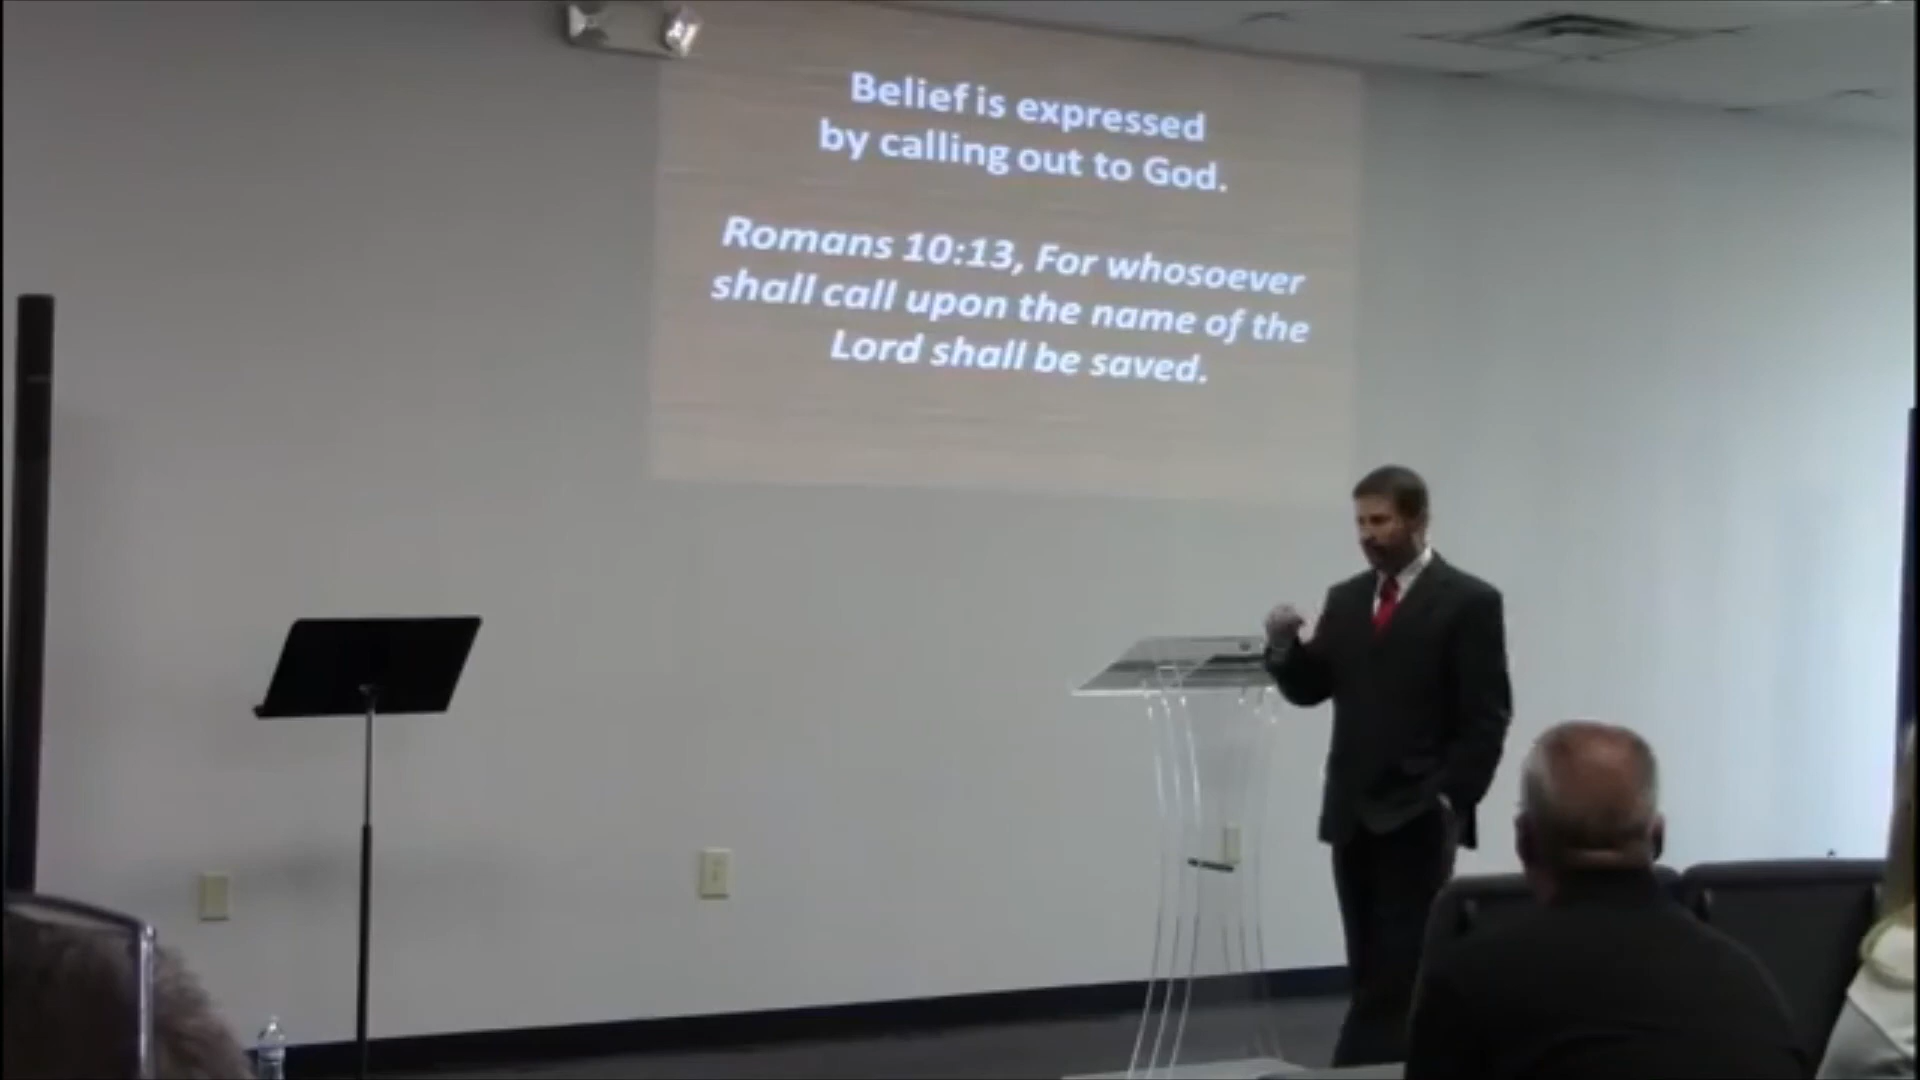 Belief is expressed
by calling out to God.
Romans 10:13, For whosoever
shall call upon the name of the
Lord shall be saved.